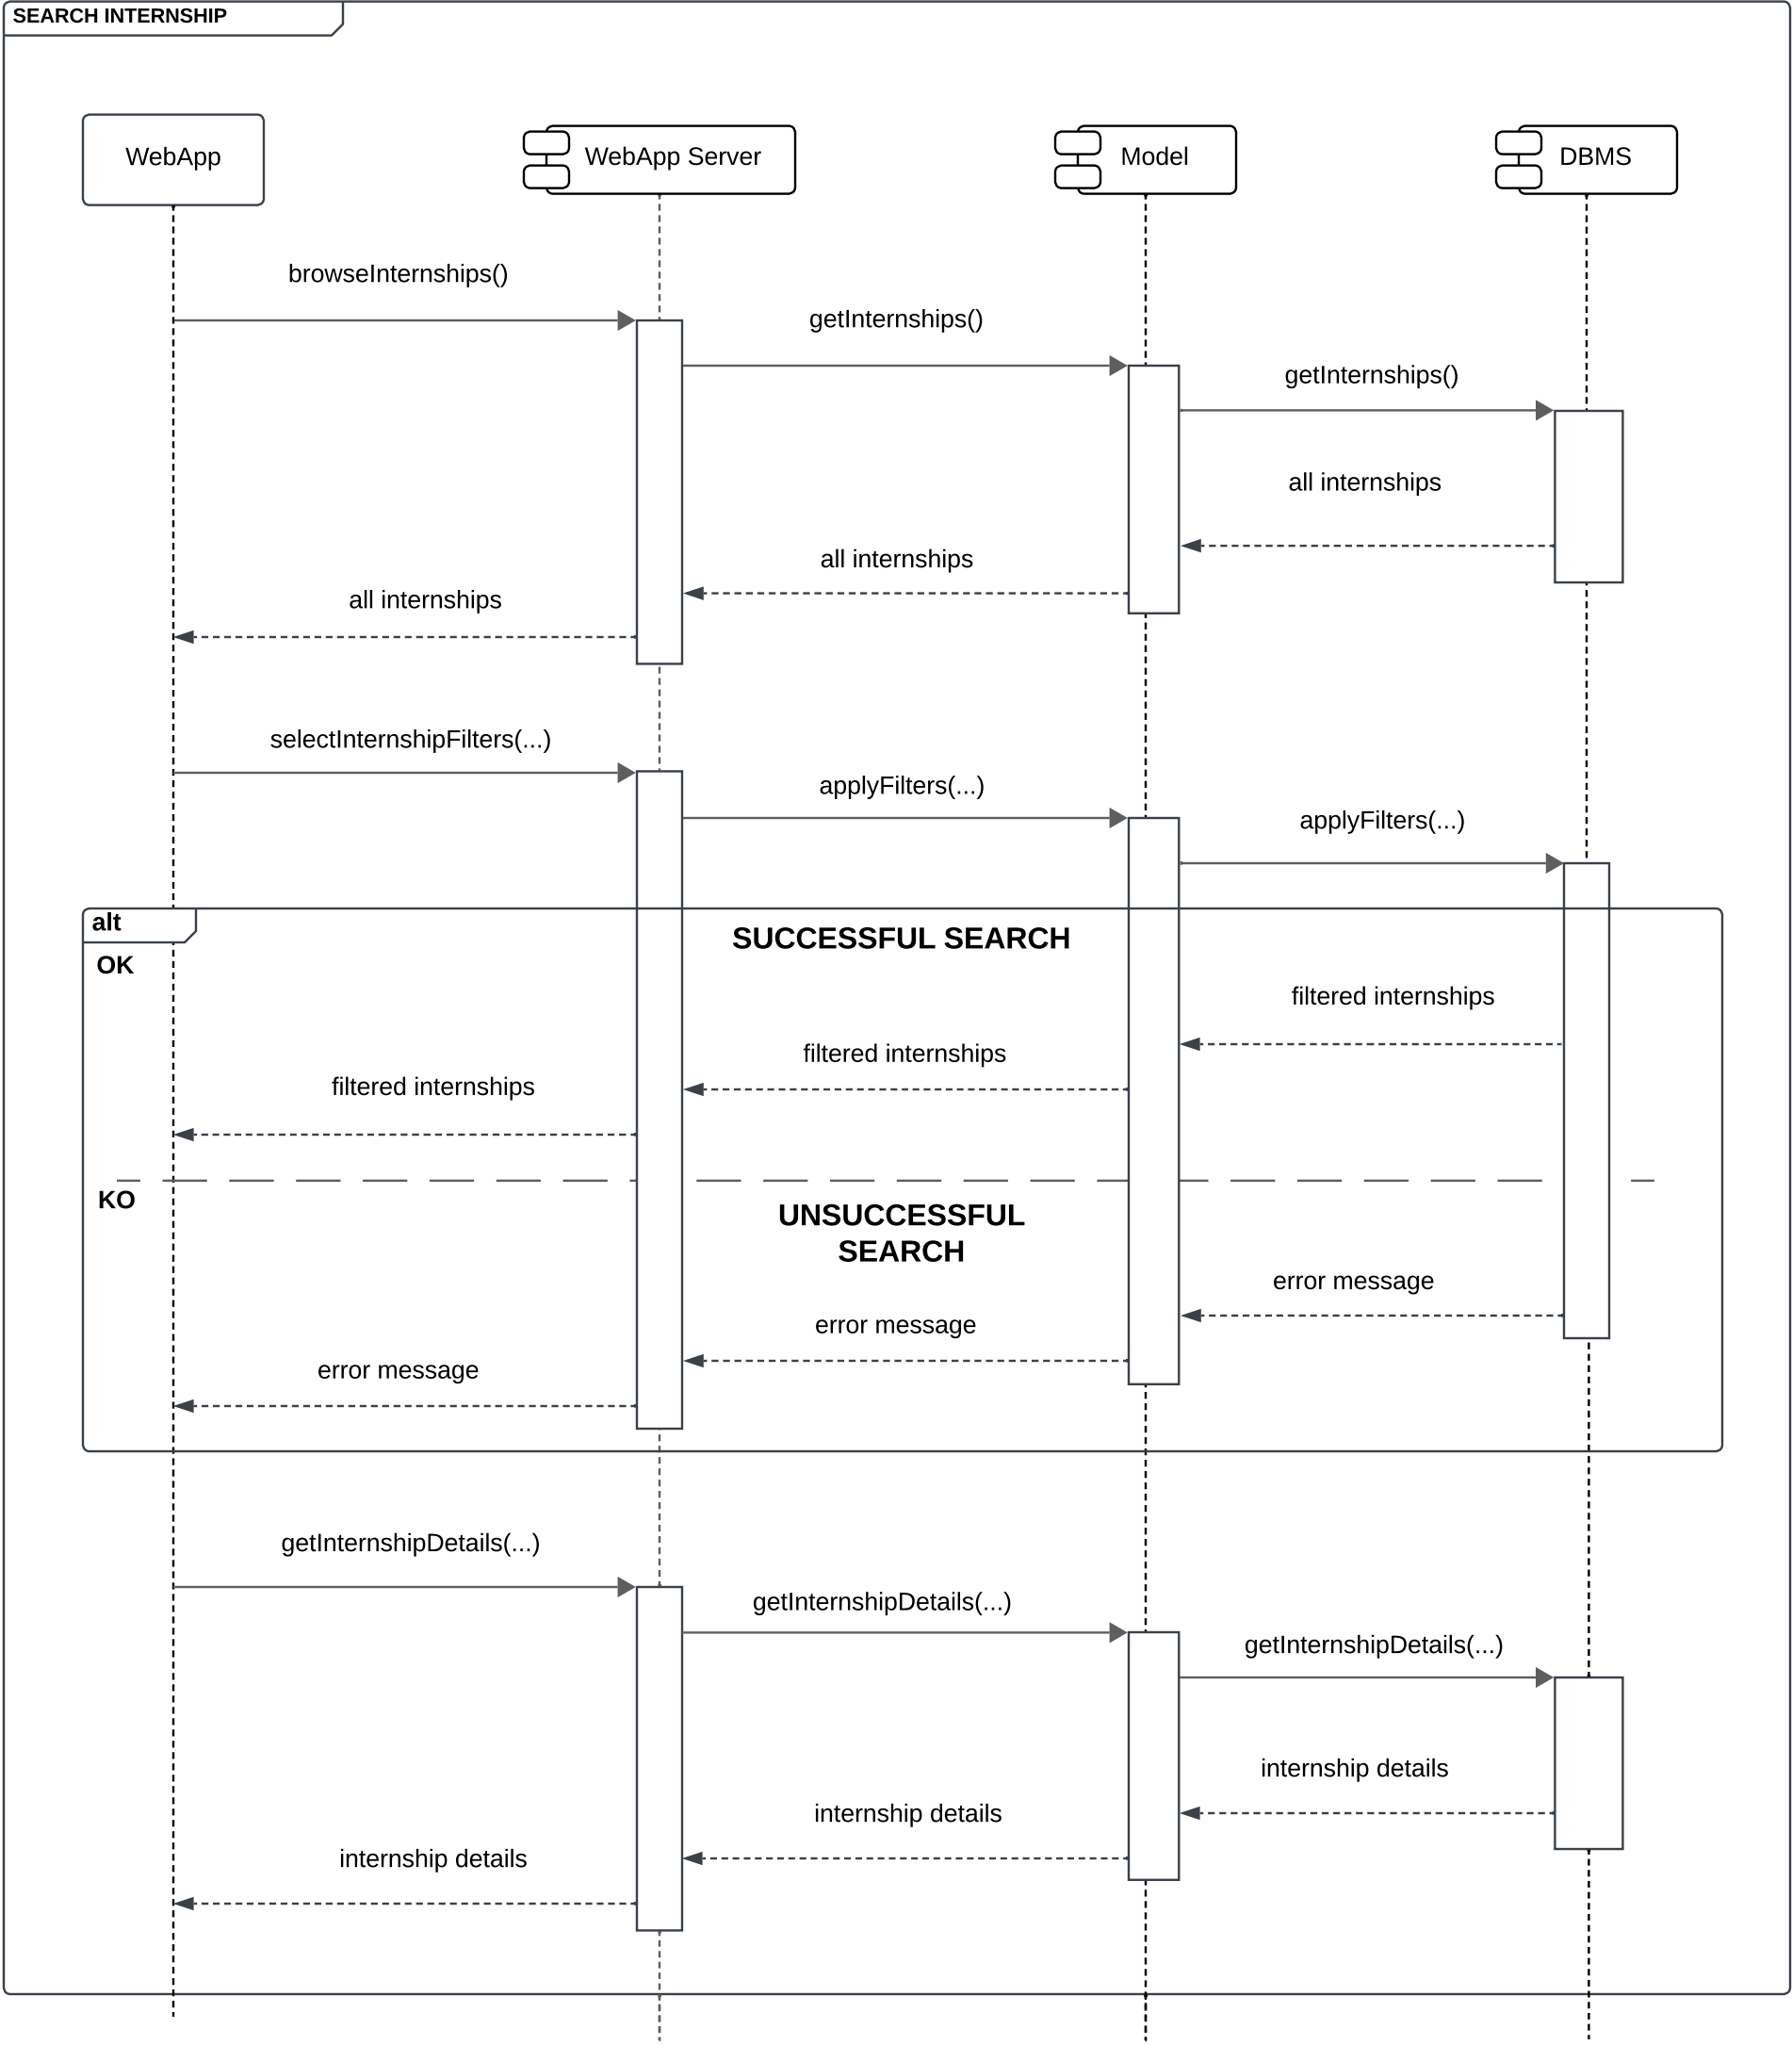 SEARCH INTERNSHIP
WebApp
WebApp Server
Model
DBMS
browseInternships()
getInternships()
getInternships()
all internships
all internships
all internships
selectInternshipFilters(...)
applyFilters(...)
applyFilters(...)
alt
SUCCESSFUL SEARCH
OK
filtered internships
filtered internships
filtered internships
KO
UNSUCCESSFUL
SEARCH
error message
error message
error message
getInternshipDetails(...)
getInternshipDetails(...)
getInternshipDetails(...)
internship details
internship details
internship details